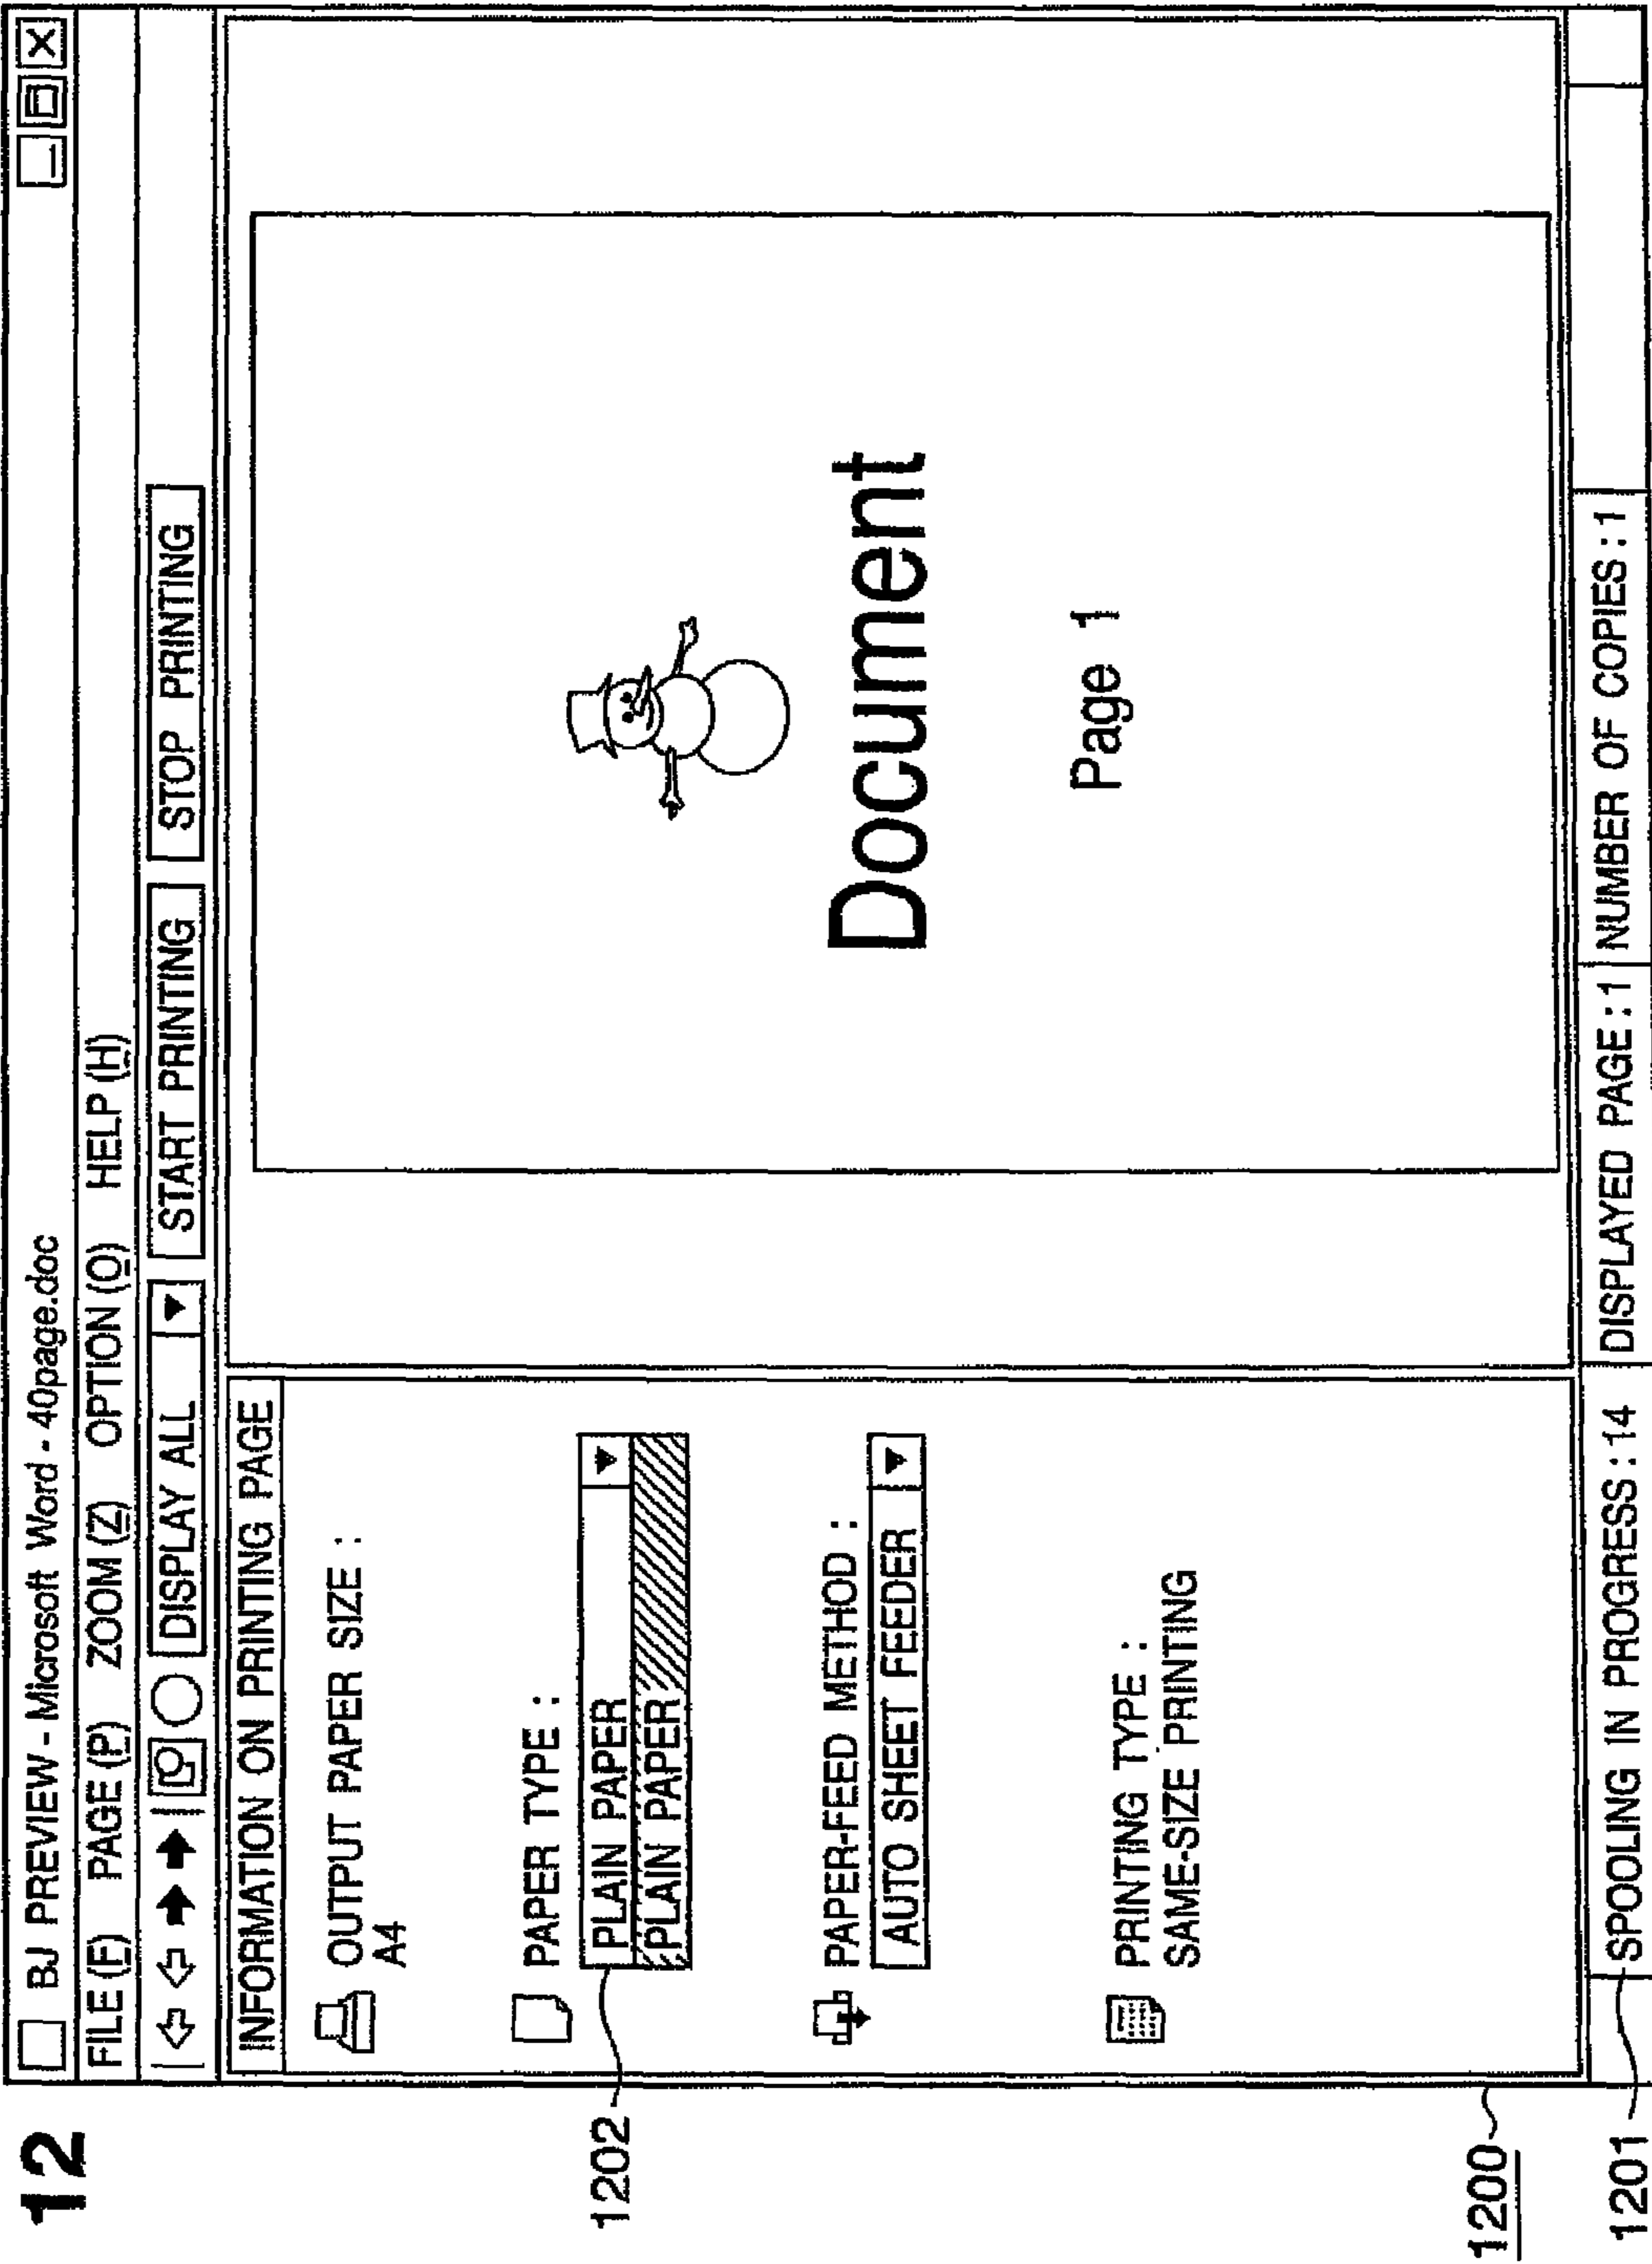 12
BJ PREVIEW - Microsoft Word - 40page.doc
FILE (F) PAGE (P) ZOOM (Z) OPTION (O) HELP (H)
DISPLAY ALL START PRINTING STOP PRINTING
INFORMATION ON PRINTING PAGE
OUTPUT PAPER SIZE :
A4
PAPER TYPE :
PLAIN PAPER
PLAIN PAPER
1202
PAPER-FEED METHOD :
AUTO SHEET FEEDER
PRINTING TYPE :
SAME-SIZE PRINTING
Document
Page 1
1200
1201
SPOOLING IN PROGRESS : 14 DISPLAYED PAGE : 1 NUMBER OF COPIES : 1